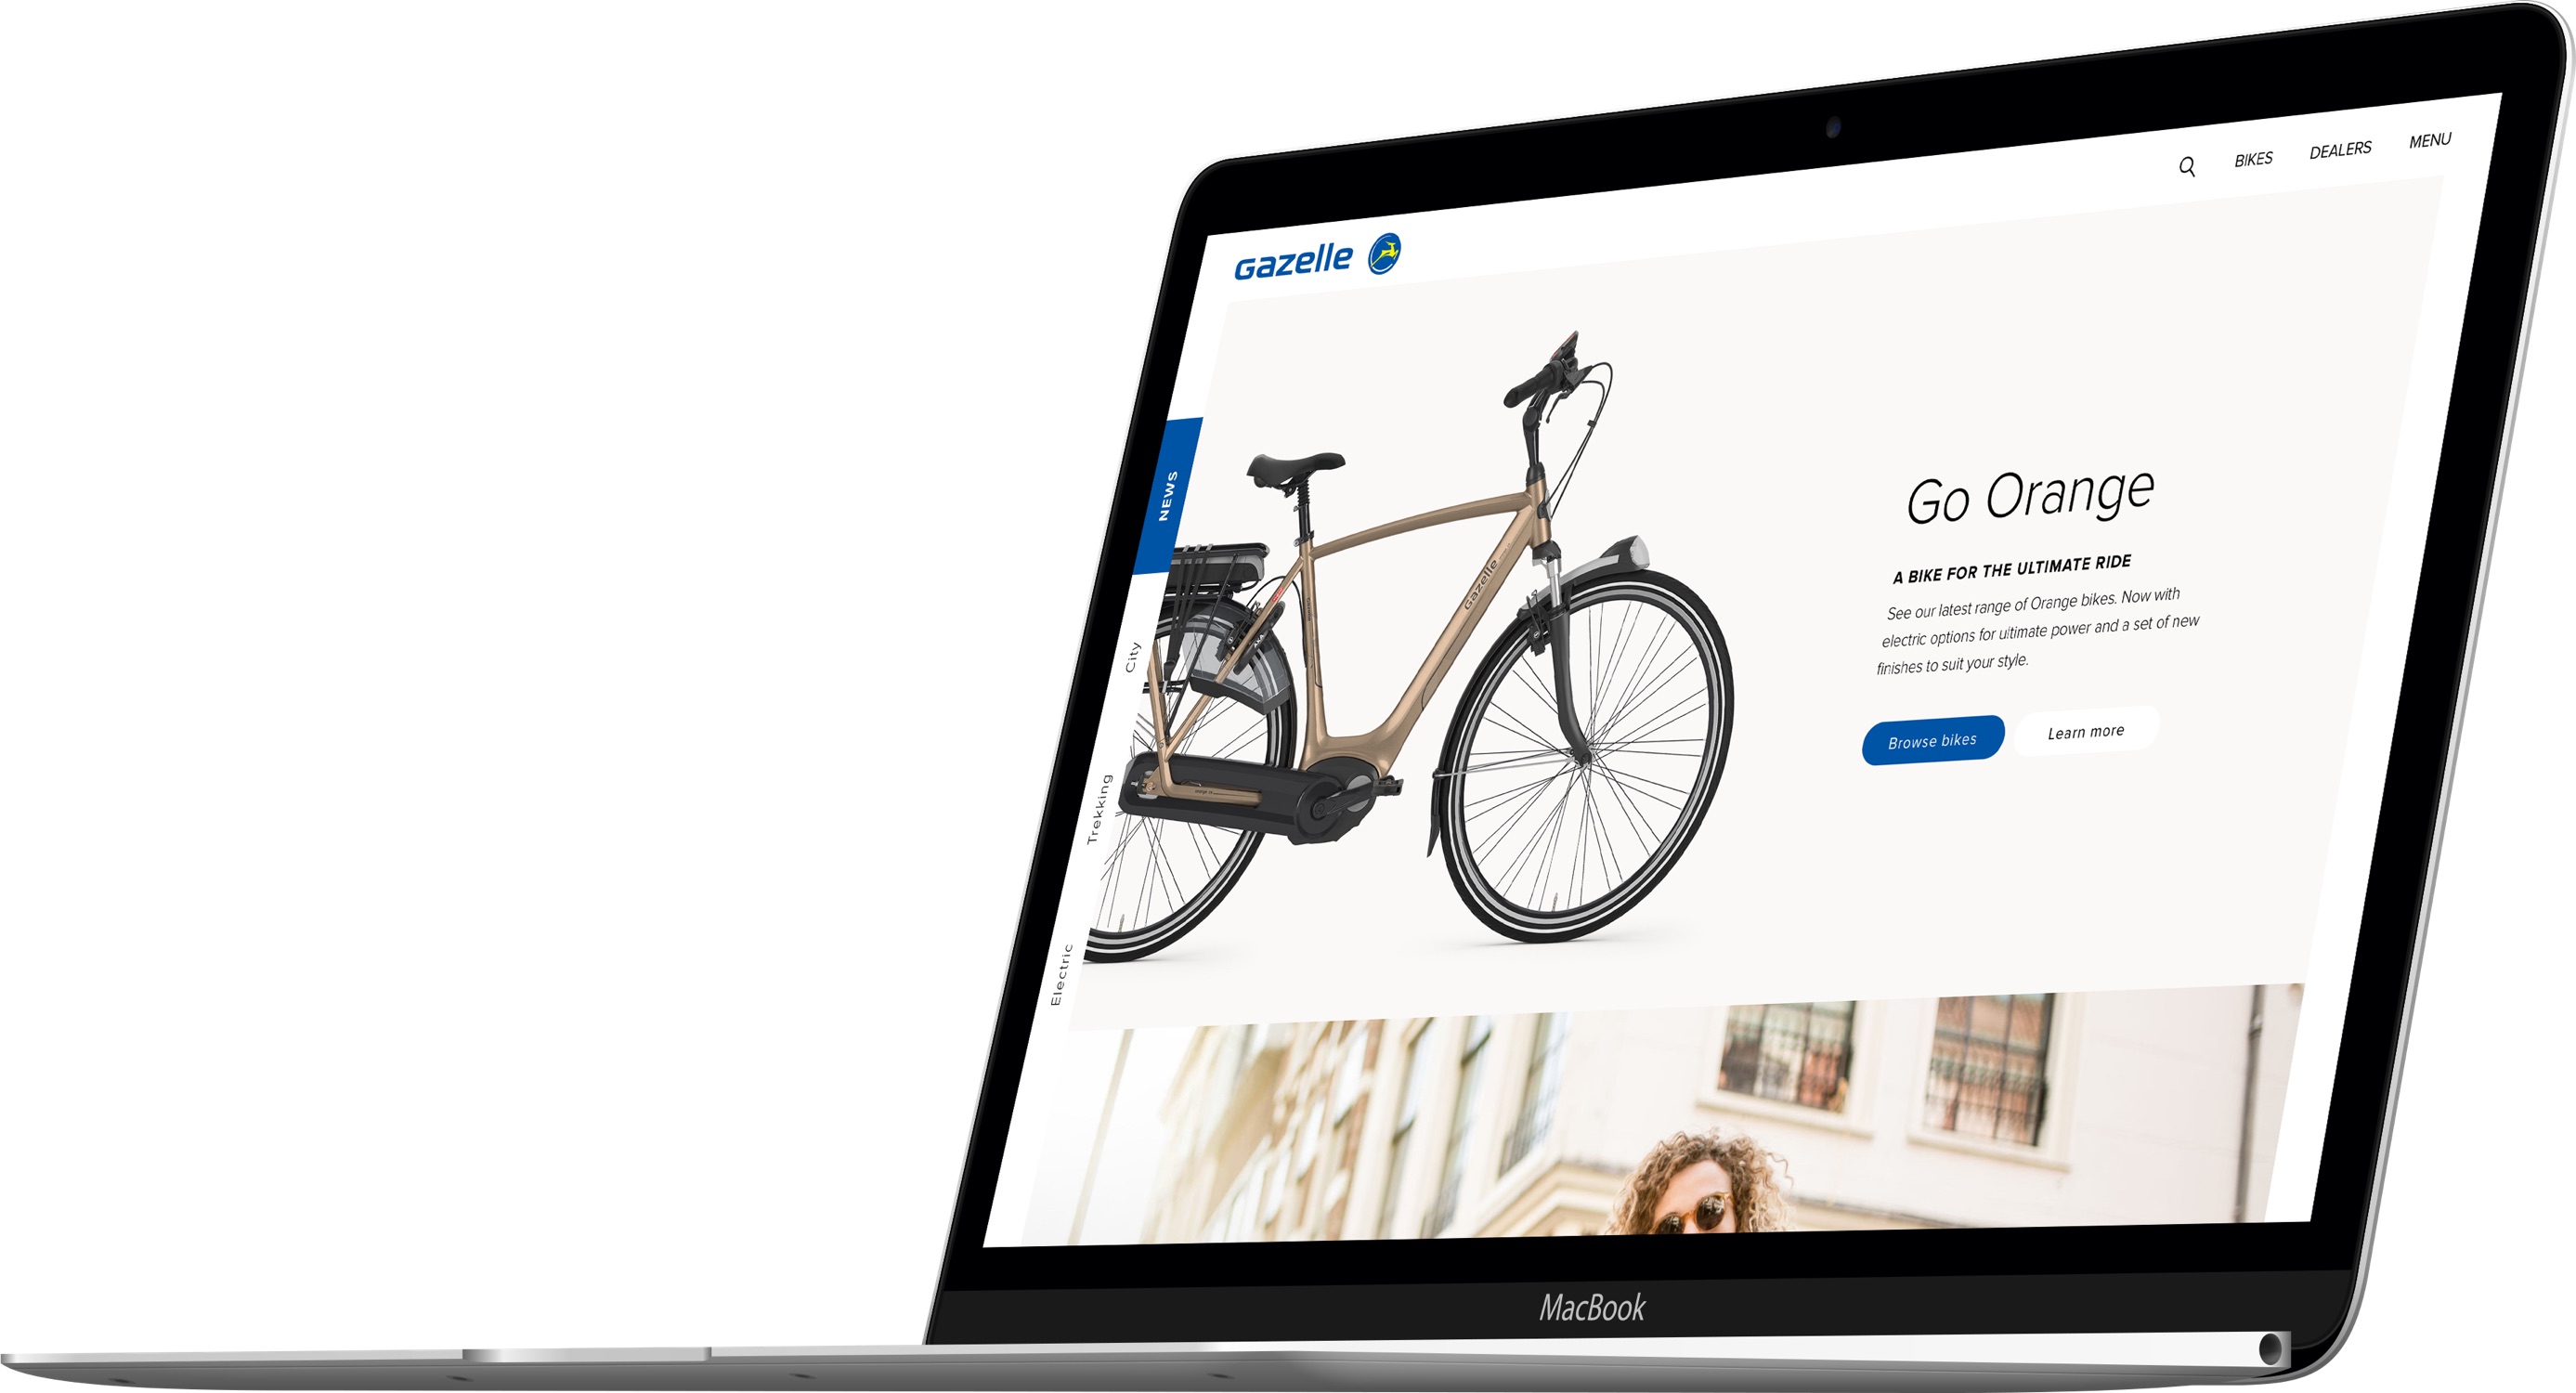 BIKES
DEALERS
MENU
Gazelle
NEWS
City
Trekking
Electric
Gazelle
Go Orange
A BIKE FOR THE ULTIMATE RIDE
See our latest range of Orange bikes. Now with
electric options for ultimate power and a set of new
finishes to suit your style.
Browse bikes
Learn more
MacBook